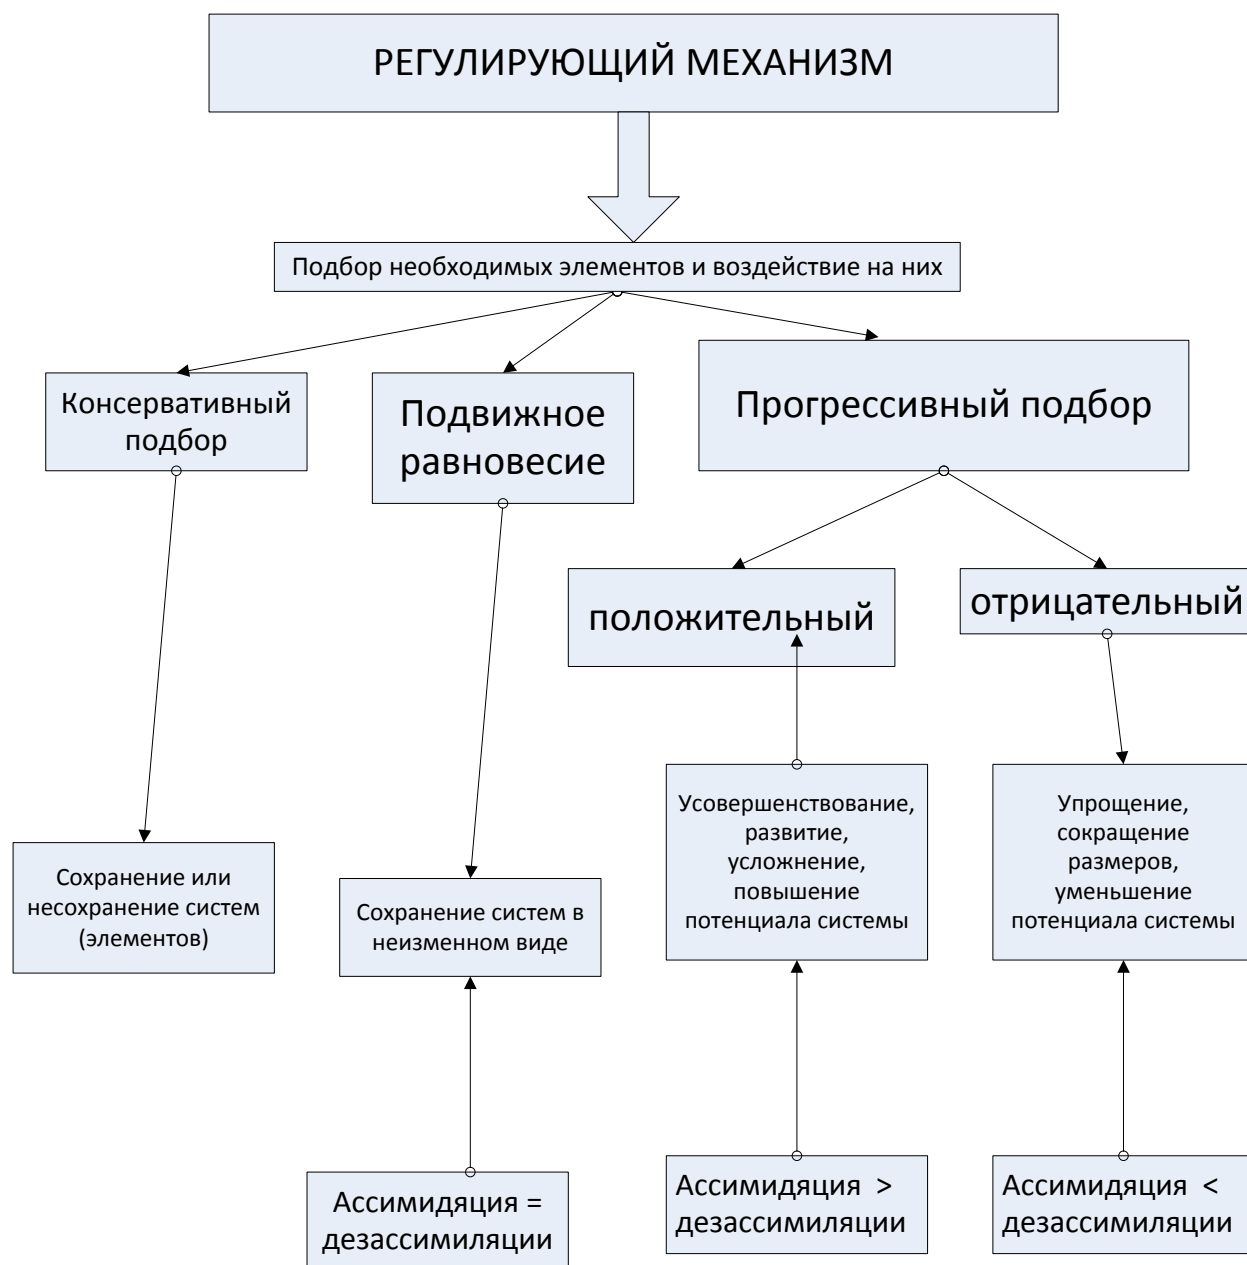 РЕГУЛИРУЮЩИЙ МЕХАНИЗМ
Подбор необходимых элементов и воздействие на них
Консервативный
подбор
Подвижное
равновесие
Прогрессивный подбор
положительный
отрицательный
Сохранение или
несохранение систем
(элементов)
Сохранение систем в
неизменном виде
Усовершенствование,
развитие,
усложнение,
повышение
потенциала системы
Упрощение,
сокращение
размеров,
уменьшение
потенциала системы
Ассимидяция =
дезассимиляции
Ассимидяция >
дезассимиляции
Ассимидяция <
дезассимиляции